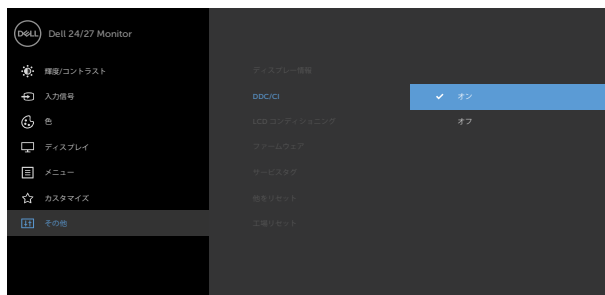 DELL
Dell 24/27 Monitor
輝度/コントラスト
入力信号
色
ディスプレイ
メニュー
カスタマイズ
その他
ディスプレー情報
DDC/CI
LCD コンディショニング
ファームウェア
サービスタグ
他をリセット
工場リセット
オン
オフ